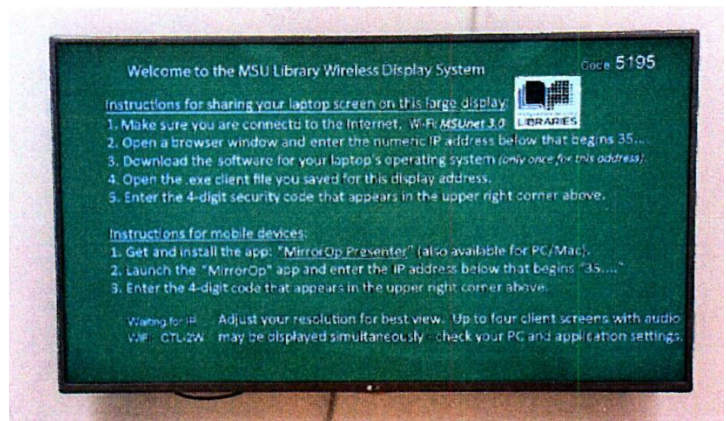 Welcome to the MSU Library Wireless Display System
Code: 5195
Instructions for sharing your laptop screen on this large display:
LIBRARIES
1. Make sure you are connectd to the Internet, Wi-Fi: MSUnet 3.0
2. Open a browser window and enter the numeric IP address below that begins 35....
3. Download the software for your laptop's operating system (only once for this address).
4. Open the .exe client file you saved for this display address.
5. Enter the 4-digit security code that appears in the upper right corner above.
Instructions for mobile devices:
1. Get and install the app: "MirrorOp Presenter" (also available for PC/Mac).
2. Launch the "MirrorOp" app and enter the IP address below that begins "35...."
3. Enter the 4-digit code that appears in the upper right corner above.
Waiting for IP Adjust your resolution for best view. Up to four client screens with audio
WiFi: GTL-2W may be displayed simultaneously - check your PC and application settings.